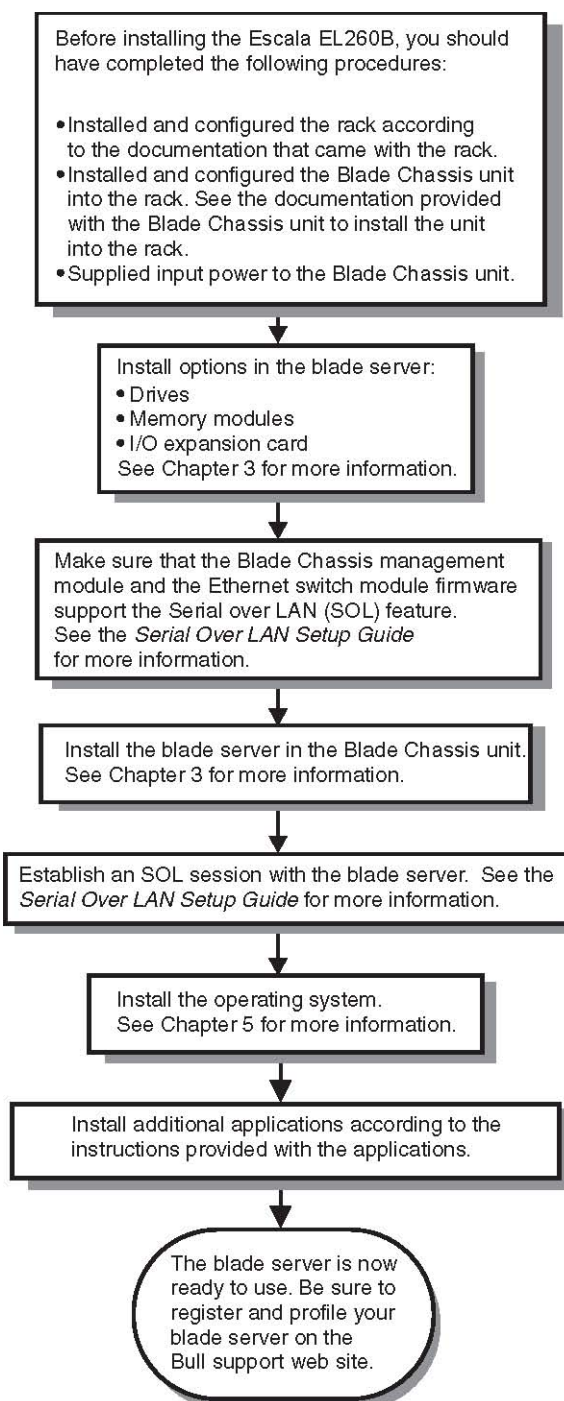 Before installing the Escala EL260B, you should
have completed the following procedures:
•Installed and configured the rack according
to the documentation that came with the rack.
•Installed and configured the Blade Chassis unit
into the rack. See the documentation provided
with the Blade Chassis unit to install the unit
into the rack.
•Supplied input power to the Blade Chassis unit.
Install options in the blade server:
• Drives
• Memory modules
• I/O expansion card
See Chapter 3 for more information.
Make sure that the Blade Chassis management
module and the Ethernet switch module firmware
support the Serial over LAN (SOL) feature.
See the Serial Over LAN Setup Guide
for more information.
Install the blade server in the Blade Chassis unit.
See Chapter 3 for more information.
Establish an SOL session with the blade server. See the
Serial Over LAN Setup Guide for more information.
Install the operating system.
See Chapter 5 for more information.
Install additional applications according to the
instructions provided with the applications.
The blade server is now
ready to use. Be sure to
register and profile your
blade server on the
Bull support web site.